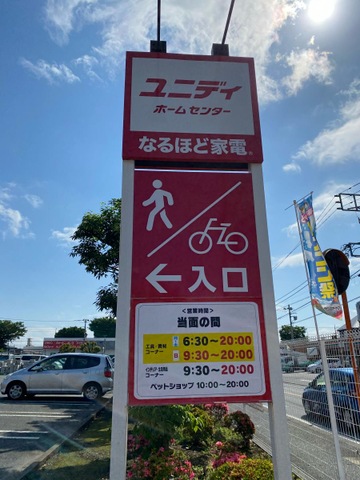 ユニディ
ホームセンター
なるほど家電
←入口
<営業時間>
当面の間
工具・資材
コーナー
6:30～20:00
9:30～20:00
コーナー
9:30～20:00
ペットショップ 10:00～20:00